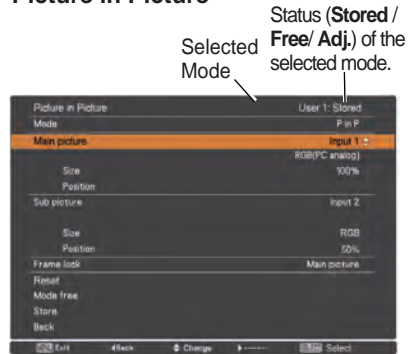 Picture in Picture
Status (Stored /
Free/ Adj.) of the
selected mode.
Selected
Mode
Picture in Picture User 1: Stored
Mode P in P
Main picture Input 1
RGB(PC analog)
Size 100%
Position
Sub picture Input 2
Size RGB
Position 50%
Frame lock Main picture
Reset
Mode free
Store
Back
Exit Back Change ------ Select